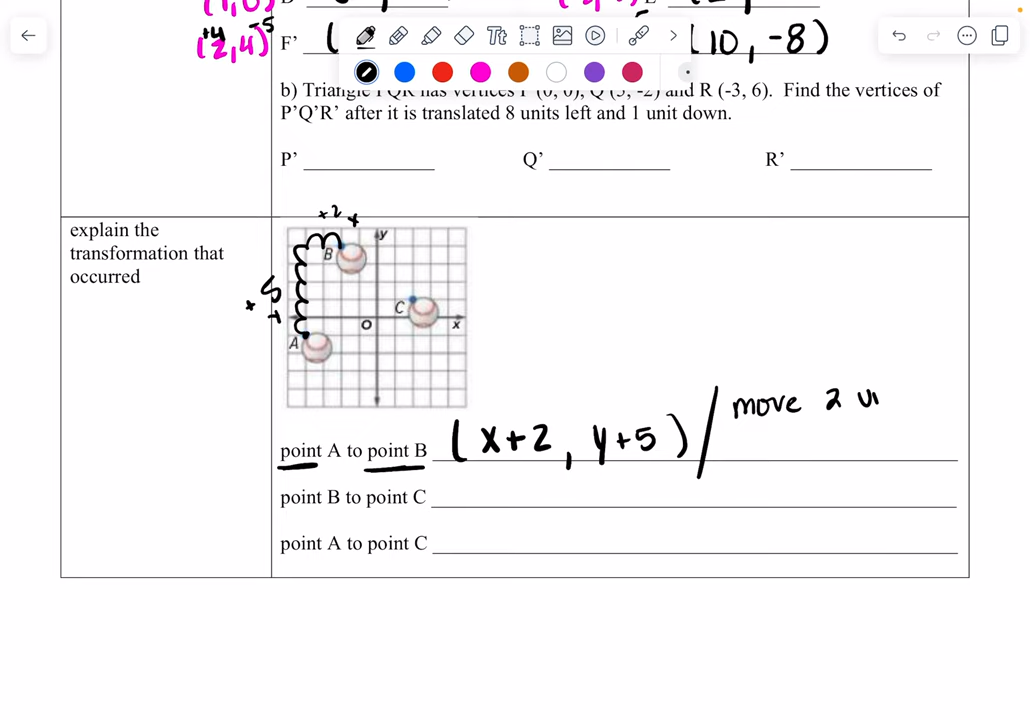 (2,4)
+4
-5
F' (
(10, -8)
b) Triangle PQR has vertices P (0, 0), Q (5, -2) and R (-3, 6). Find the vertices of
P'Q'R' after it is translated 8 units left and 1 unit down.
P' Q' R'
explain the
transformation that
occurred
+2 x
y
B
+5
C
O x
A
move 2 u
point A to point B (x+2, y+5) /
point B to point C
point A to point C
Tt